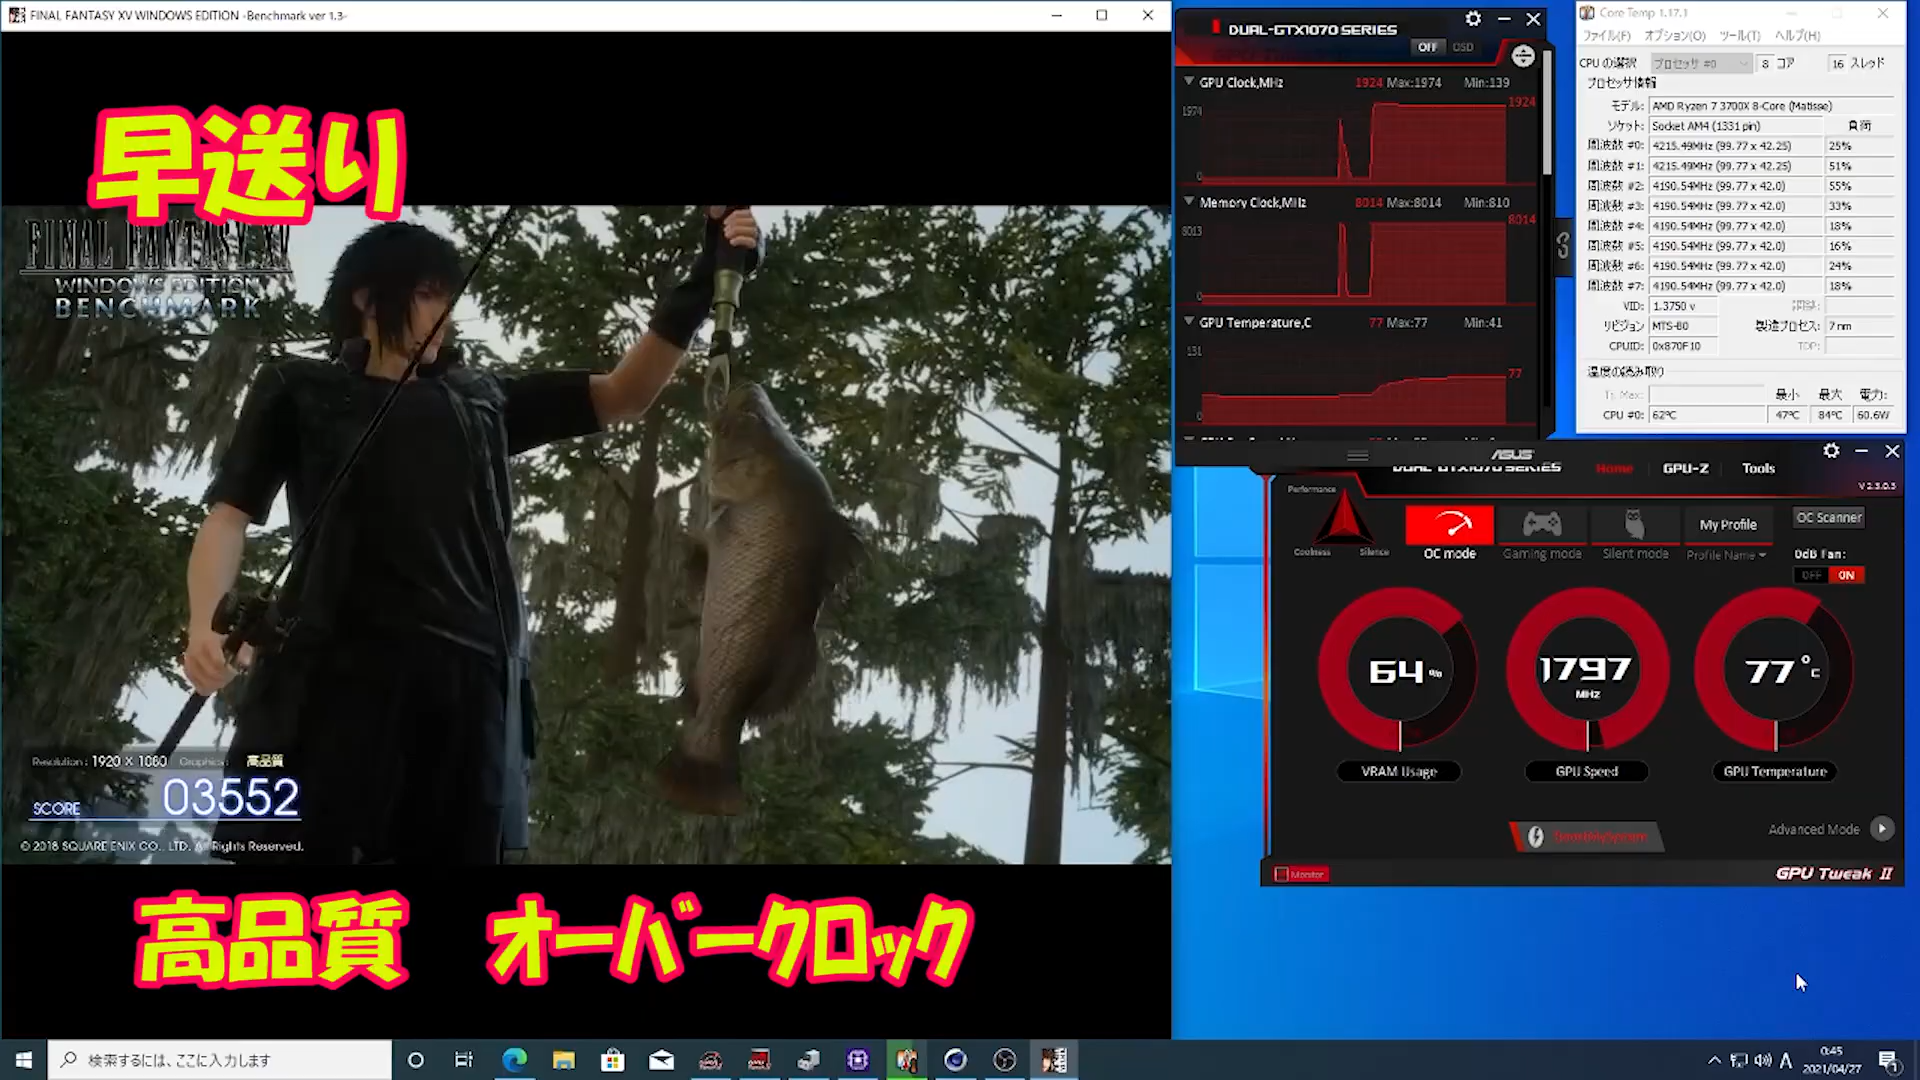 FINAL FANTASY XV WINDOWS EDITION -Benchmark ver 1.3-
早送り
FINAL FANTASY XV
WINDOWS EDITION
BENCHMARK
Resolution : 1920 X 1080 Graphics : 高品質
SCORE 03552
© 2018 SQUARE ENIX CO., LTD. All Rights Reserved.
高品質 オーバークロック
DUAL-GTX1070 SERIES
OFF OSD
GPU Clock,MHz 1924 Max:1974 Min:139
1974 1924
0
Memory Clock,MHz 8014 Max:8014 Min:810
8013 8014
0
GPU Temperature,C 77 Max:77 Min:41
131 77
0
ASUS
Core Temp 1.17.1
ファイル(F) オプション(O) ツール(T) ヘルプ(H)
CPU の選択 プロセッサ #0 8 コア 16 スレッド
プロセッサ情報
モデル: AMD Ryzen 7 3700X 8-Core (Matisse)
ソケット: Socket AM4 (1331 pin) 負荷
周波数 #0: 4215.49MHz (99.77 x 42.25) 25%
周波数 #1: 4215.49MHz (99.77 x 42.25) 51%
周波数 #2: 4190.54MHz (99.77 x 42.0) 55%
周波数 #3: 4190.54MHz (99.77 x 42.0) 33%
周波数 #4: 4190.54MHz (99.77 x 42.0) 18%
周波数 #5: 4190.54MHz (99.77 x 42.0) 16%
周波数 #6: 4190.54MHz (99.77 x 42.0) 24%
周波数 #7: 4190.54MHz (99.77 x 42.0) 18%
VID: 1.3750 v
リビジョン MTS-B0 製造プロセス: 7 nm
CPUID: 0x870F10 TDP:
温度の読み取り
Tj. Max: 最小 最大 電力:
CPU #0: 62℃ 47℃ 84℃ 60.6W
DUAL-GTX1070 SERIES Home GPU-Z Tools
V 2.3.0.3
Performance
Coolness Silence
OC mode
Gaming mode
Silent mode
My Profile
Profile Name
OC Scanner
0dB Fan:
OFF ON
64 %
1797
MHz
77 °C
VRAM Usage
GPU Speed
GPU Temperature
Advanced Mode
Monitor
GPU Tweak II
検索するには、ここに入力します
A
0:45
2021/04/27
1